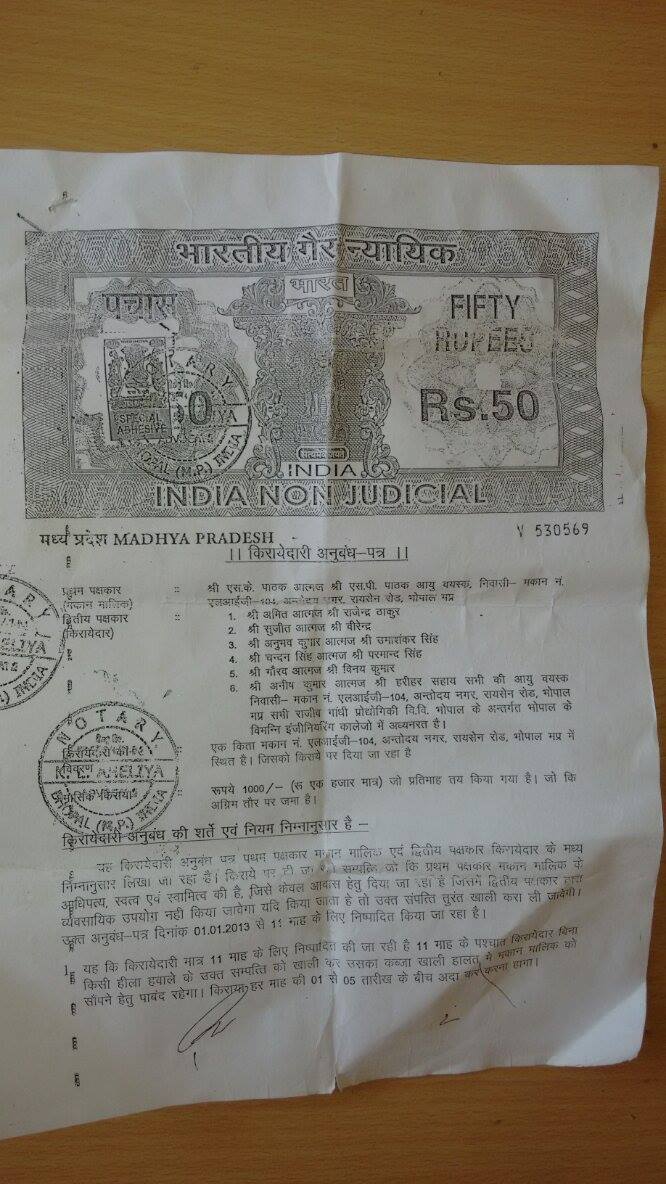 भारतीय गैर न्यायिक
भारत
पचास
FIFTY
RUPEES
Rs.50
NOTARY
SPECIAL
ADHESIVE
BHOPAL (M.P.) INDIA
सत्यमेव जयते
INDIA
INDIA NON JUDICIAL
मध्य प्रदेश MADHYA PRADESH
V 530569
|| किरायेदारी अनुबंध-पत्र ||
प्रथम पक्षकार :: श्री एस.के. पाठक आत्मज श्री एस.पी. पाठक आयु वयस्क, निवासी- मकान नं.
(मकान मालिक) एलआईजी-104, अन्तोदय नगर, रायसेन रोड, भोपाल मप्र
द्वितीय पक्षकार :: 1. श्री अमित आत्मज श्री राजेन्द्र ठाकुर
(किरायेदार) 2. श्री सुजीत आत्मज श्री वीरेन्द्र
3. श्री अनुभव कुमार आत्मज श्री उमाशंकर सिंह
4. श्री चन्दन सिंह आत्मज श्री परमान्द सिंह
5. श्री गौरव आत्मज श्री विनय कुमार
6. श्री अनीष कुमार आत्मज श्री हरीहर सहाय सभी की आयु वयस्क
निवासी- मकान नं. एलआईजी-104, अन्तोदय नगर, रायसेन रोड, भोपाल
मप्र सभी राजीव गांधी प्रोद्योगिकी वि.वि. भोपाल के अन्तर्गत भोपाल के
विभन्नि इंजीनियरिंग कालेजो में अध्यनरत है।
NOTARY
K. L. AHELIYA
BHOPAL (M.P.) INDIA
किरायेदारी की :: एक किता मकान नं. एलआईजी-104, अन्तोदय नगर, रायसेन रोड, भोपाल मप्र में
विवरण स्थित है। जिसको किराये पर दिया जा रहा है
मासिक किराया रूपये 1000/- (रू एक हजार मात्र) जो प्रतिमाह तय किया गया है। जो कि
अग्रिम तौर पर जमा है।
किरायेदारी अनुबंध की शर्ते एवं नियम निम्नानुसार है –
यह किरायेदारी अनुबंध पत्र प्रथम पक्षकार मकान मालिक एवं द्वितीय पक्षकार किरायेदार के मध्य
निम्नानुसार लिखा जा रहा है। किराये पर दी जा रही सम्पत्ति जो कि प्रथम पक्षकार मकान मालिक के
आधिपत्य, स्वत्व एवं स्वामित्व की है, जिसे केवल आवास हेतु दिया जा रहा है जिसमें द्वितीय पक्षकार द्वारा
व्यवसायिक उपयोग नही किया जावेगा यदि किया जाता है तो उक्त संपत्ति तुरंत खाली करा ली जावेगी।
उक्त अनुबंध-पत्र दिनांक 01.01.2013 से 11 माह के लिए निष्पादित किया जा रहा है।
1. यह कि किरायेदारी मात्र 11 माह के लिए निष्पादित की जा रही है 11 माह के पश्चात किरायेदार बिना
किसी हीला हवाले के उक्त सम्पत्ति को खाली कर उसका कब्जा खाली हालत में मकान मालिक को
सौंपने हेतु पाबंद रहेगा। किराया हर माह की 01 से 05 तारीख के बीच अदा कर करना होगा।